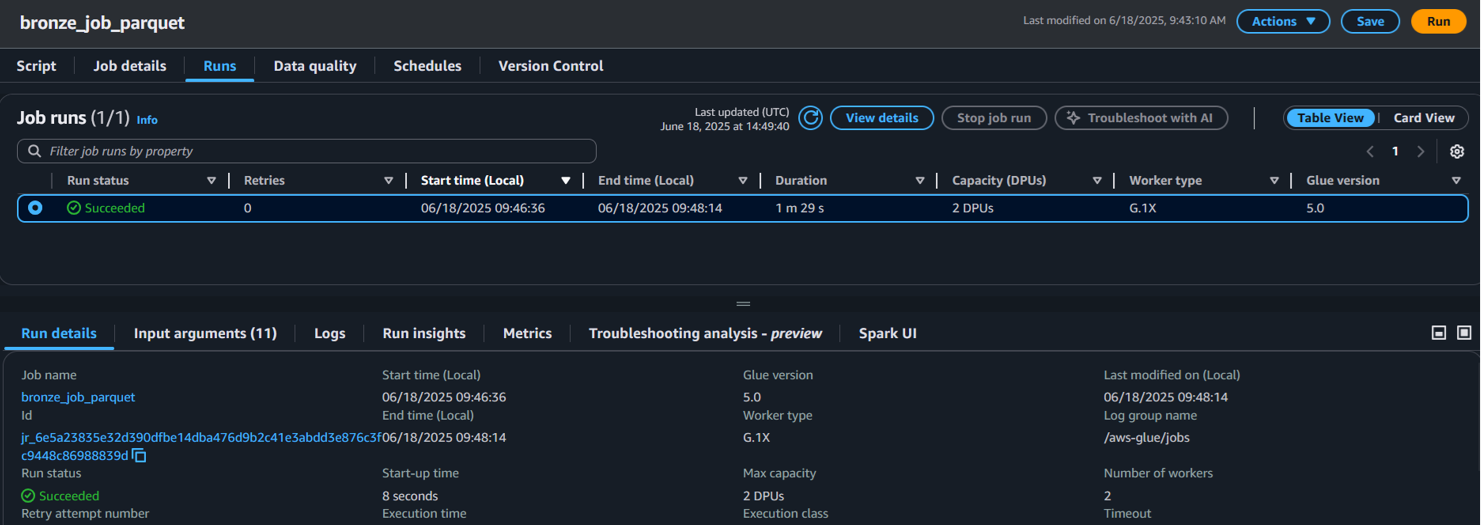 bronze_job_parquet
Last modified on 6/18/2025, 9:43:10 AM
Actions
Save
Run
Script
Job details
Runs
Data quality
Schedules
Version Control
Job runs (1/1) Info
Last updated (UTC)
June 18, 2025 at 14:49:40
View details
Stop job run
Troubleshoot with AI
Table View
Card View
Filter job runs by property
1
Run status Retries Start time (Local) End time (Local) Duration Capacity (DPUs) Worker type Glue version
Succeeded 0 06/18/2025 09:46:36 06/18/2025 09:48:14 1 m 29 s 2 DPUs G.1X 5.0
Run details
Input arguments (11)
Logs
Run insights
Metrics
Troubleshooting analysis - preview
Spark UI
Job name Start time (Local) Glue version Last modified on (Local)
bronze_job_parquet 06/18/2025 09:46:36 5.0 06/18/2025 09:48:14
Id End time (Local) Worker type Log group name
jr_6e5a23835e32d390dfbe14dba476d9b2c41e3abdd3e876c3f 06/18/2025 09:48:14 G.1X /aws-glue/jobs
c9448c86988839d
Run status Start-up time Max capacity Number of workers
Succeeded 8 seconds 2 DPUs 2
Retry attempt number Execution time Execution class Timeout